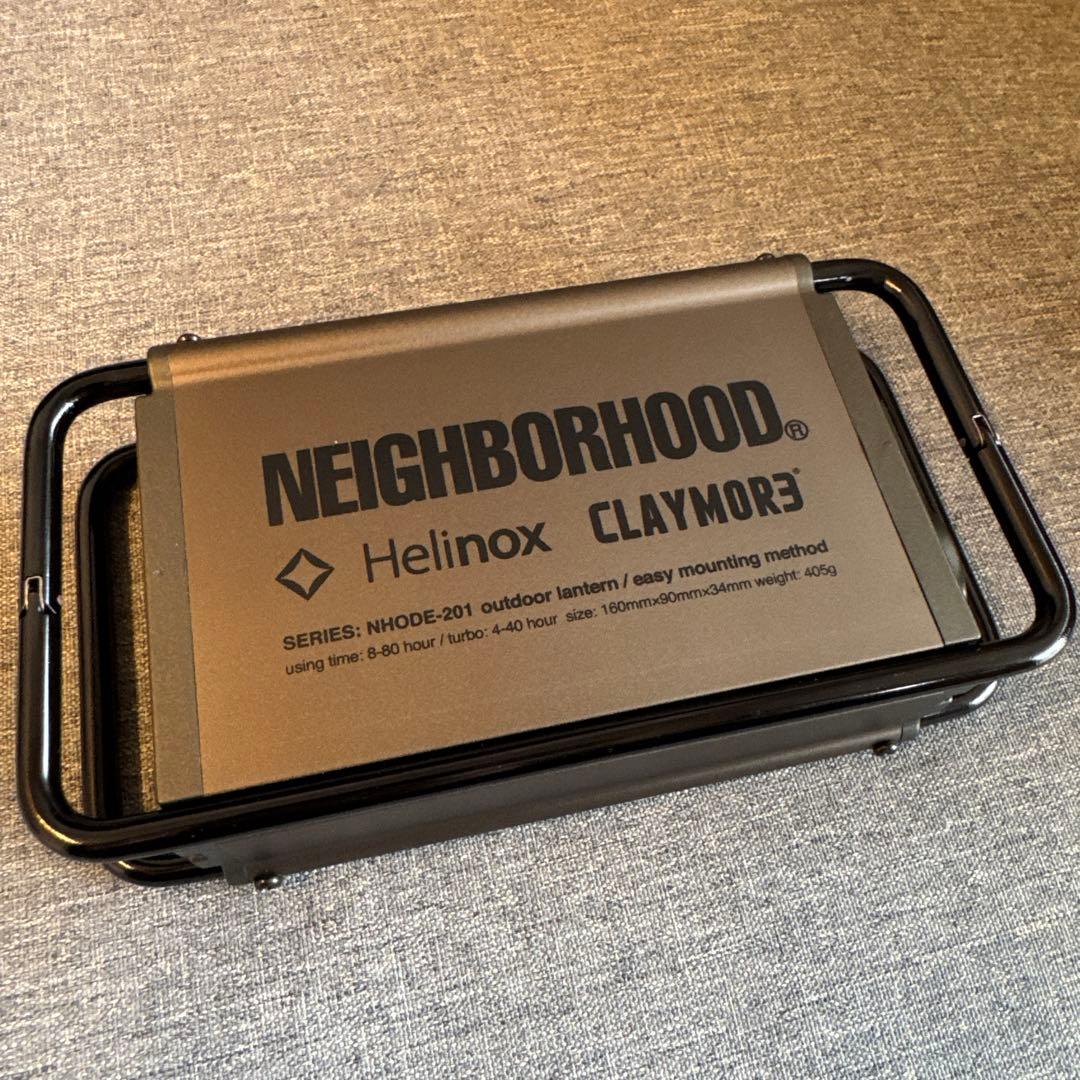 NEIGHBORHOOD®
Helinox CLAYMOR3®
SERIES: NHODE-201 outdoor lantern / easy mounting method
using time: 8-80 hour / turbo: 4-40 hour size: 160mm×90mm×34mm weight: 405g